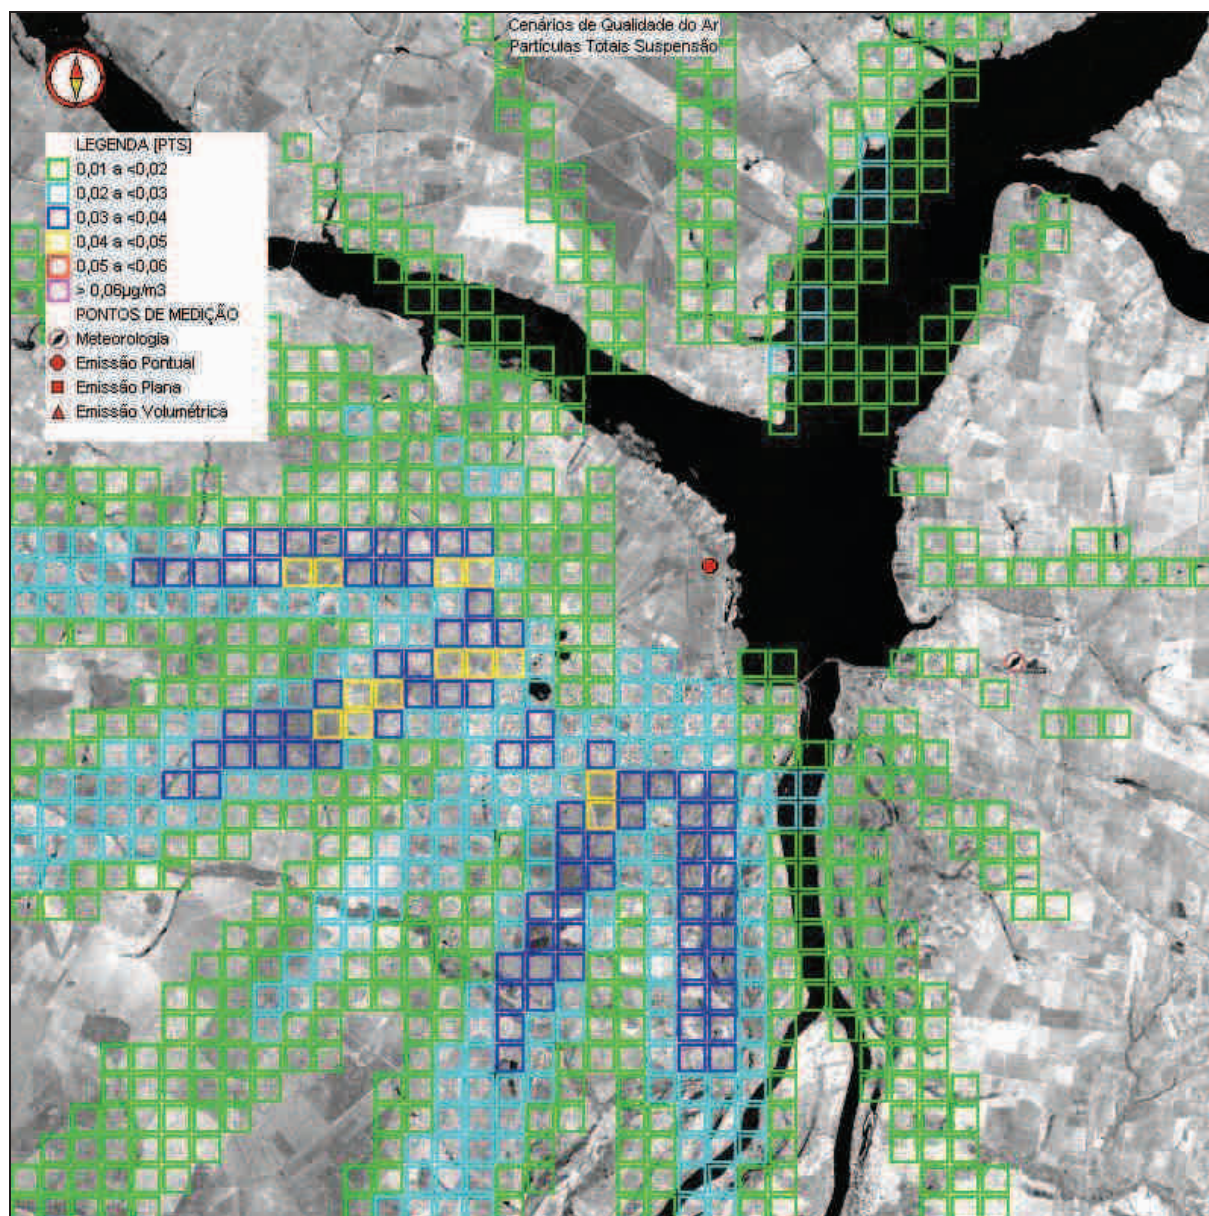 Cenários de Qualidade do Ar
Partículas Totais Suspensão
LEGENDA [PTS]
0,01 a <0,02
0,02 a <0,03
0,03 a <0,04
0,04 a <0,05
0,05 a <0,06
> 0,06µg/m3
PONTOS DE MEDIÇÃO
Meteorologia
Emissão Pontual
Emissão Plana
Emissão Volumétrica